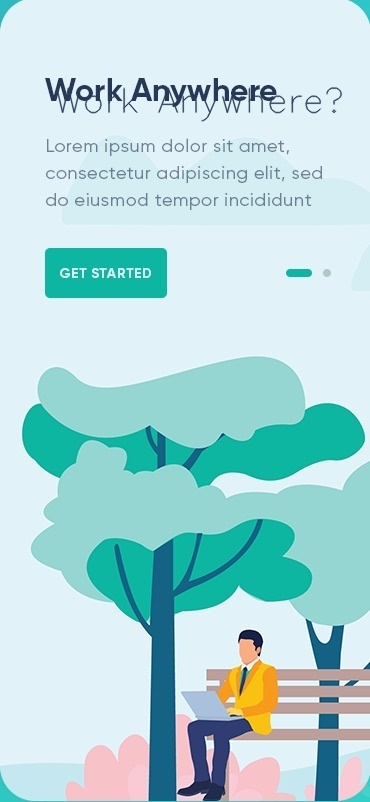 Work Anywhere
Work Anywhere?
Lorem ipsum dolor sit amet,
consectetur adipiscing elit, sed
do eiusmod tempor incididunt
GET STARTED